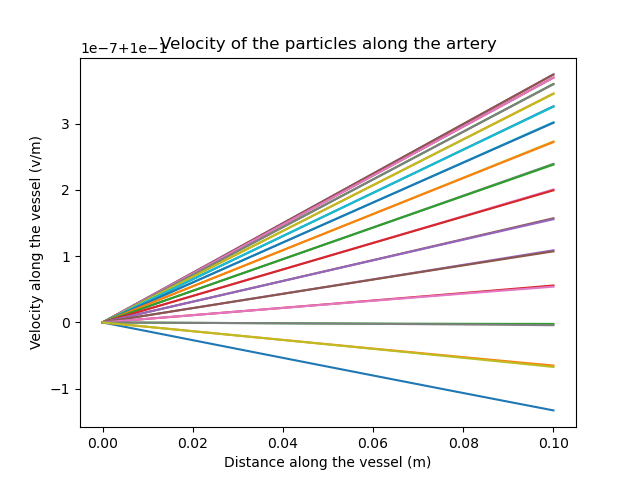 Velocity of the particles along the artery
1e−7+1e−1
3
2
1
0
−1
0.00 0.02 0.04 0.06 0.08 0.10
Distance along the vessel (m)
Velocity along the vessel (v/m)